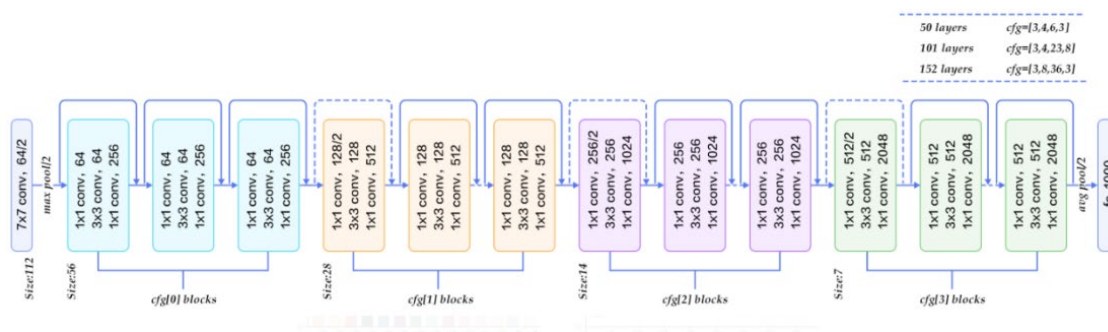 50 layers cfg=[3,4,6,3]
101 layers cfg=[3,4,23,8]
152 layers cfg=[3,8,36,3]
7x7 conv, 64/2
max pool/2
1x1 conv, 64
3x3 conv, 64
1x1 conv, 256
1x1 conv, 64
3x3 conv, 64
1x1 conv, 256
1x1 conv, 64
3x3 conv, 64
1x1 conv, 256
1x1 conv, 128/2
3x3 conv, 128
1x1 conv, 512
1x1 conv, 128
3x3 conv, 128
1x1 conv, 512
1x1 conv, 128
3x3 conv, 128
1x1 conv, 512
1x1 conv, 256/2
3x3 conv, 256
1x1 conv, 1024
1x1 conv, 256
3x3 conv, 256
1x1 conv, 1024
1x1 conv, 256
3x3 conv, 256
1x1 conv, 1024
1x1 conv, 512/2
3x3 conv, 512
1x1 conv, 2048
1x1 conv, 512
3x3 conv, 512
1x1 conv, 2048
1x1 conv, 512
3x3 conv, 512
1x1 conv, 2048
avg pool/2
Size:112
Size:56
cfg[0] blocks
Size:28
cfg[1] blocks
Size:14
cfg[2] blocks
Size:7
cfg[3] blocks